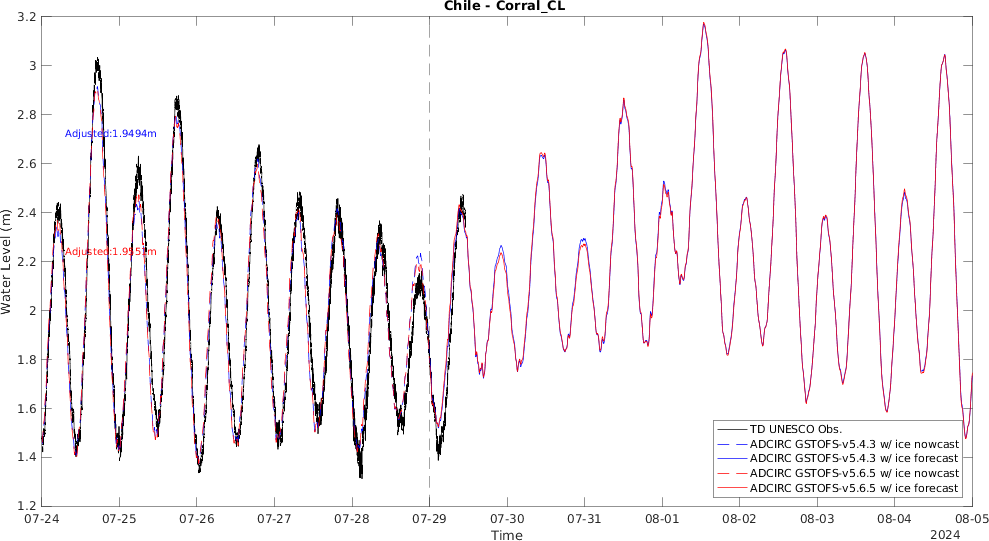 Chile - Corral_CL
3.2
3
2.8
2.6
2.4
2.2
2
1.8
1.6
1.4
1.2
Water Level (m)
Adjusted:1.9494m
Adjusted:1.9551m
TD UNESCO Obs.
ADCIRC GSTOFS-v5.4.3 w/ ice nowcast
ADCIRC GSTOFS-v5.4.3 w/ ice forecast
ADCIRC GSTOFS-v5.6.5 w/ ice nowcast
ADCIRC GSTOFS-v5.6.5 w/ ice forecast
07-24 07-25 07-26 07-27 07-28 07-29 07-30 07-31 08-01 08-02 08-03 08-04 08-05
Time
2024